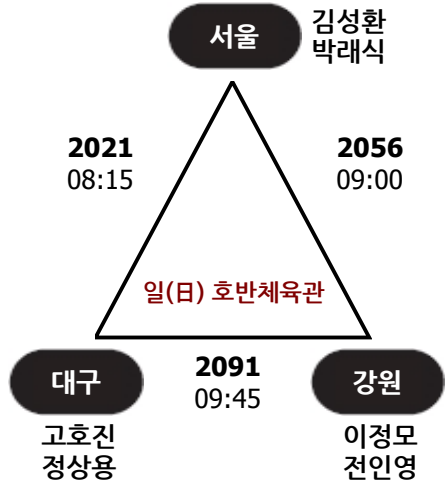 서울
김성환
박래식
2021
08:15
2056
09:00
일(日) 호반체육관
대구
2091
09:45
강원
고호진
정상용
이정모
전인영